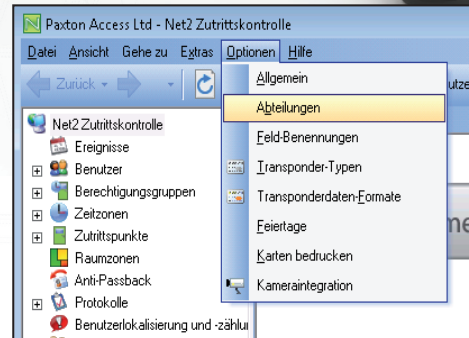 Paxton Access Ltd - Net2 Zutrittskontrolle
Datei Ansicht Gehe zu Extras Optionen Hilfe
Zurück
Allgemein
Abteilungen
Feld-Benennungen
Transponder-Typen
Transponderdaten-Formate
Feiertage
Karten bedrucken
Kameraintegration
Net2 Zutrittskontrolle
Ereignisse
Benutzer
Berechtigungsgruppen
Zeitzonen
Zutrittspunkte
Raumzonen
Anti-Passback
Protokolle
Benutzerlokalisierung und -zählu